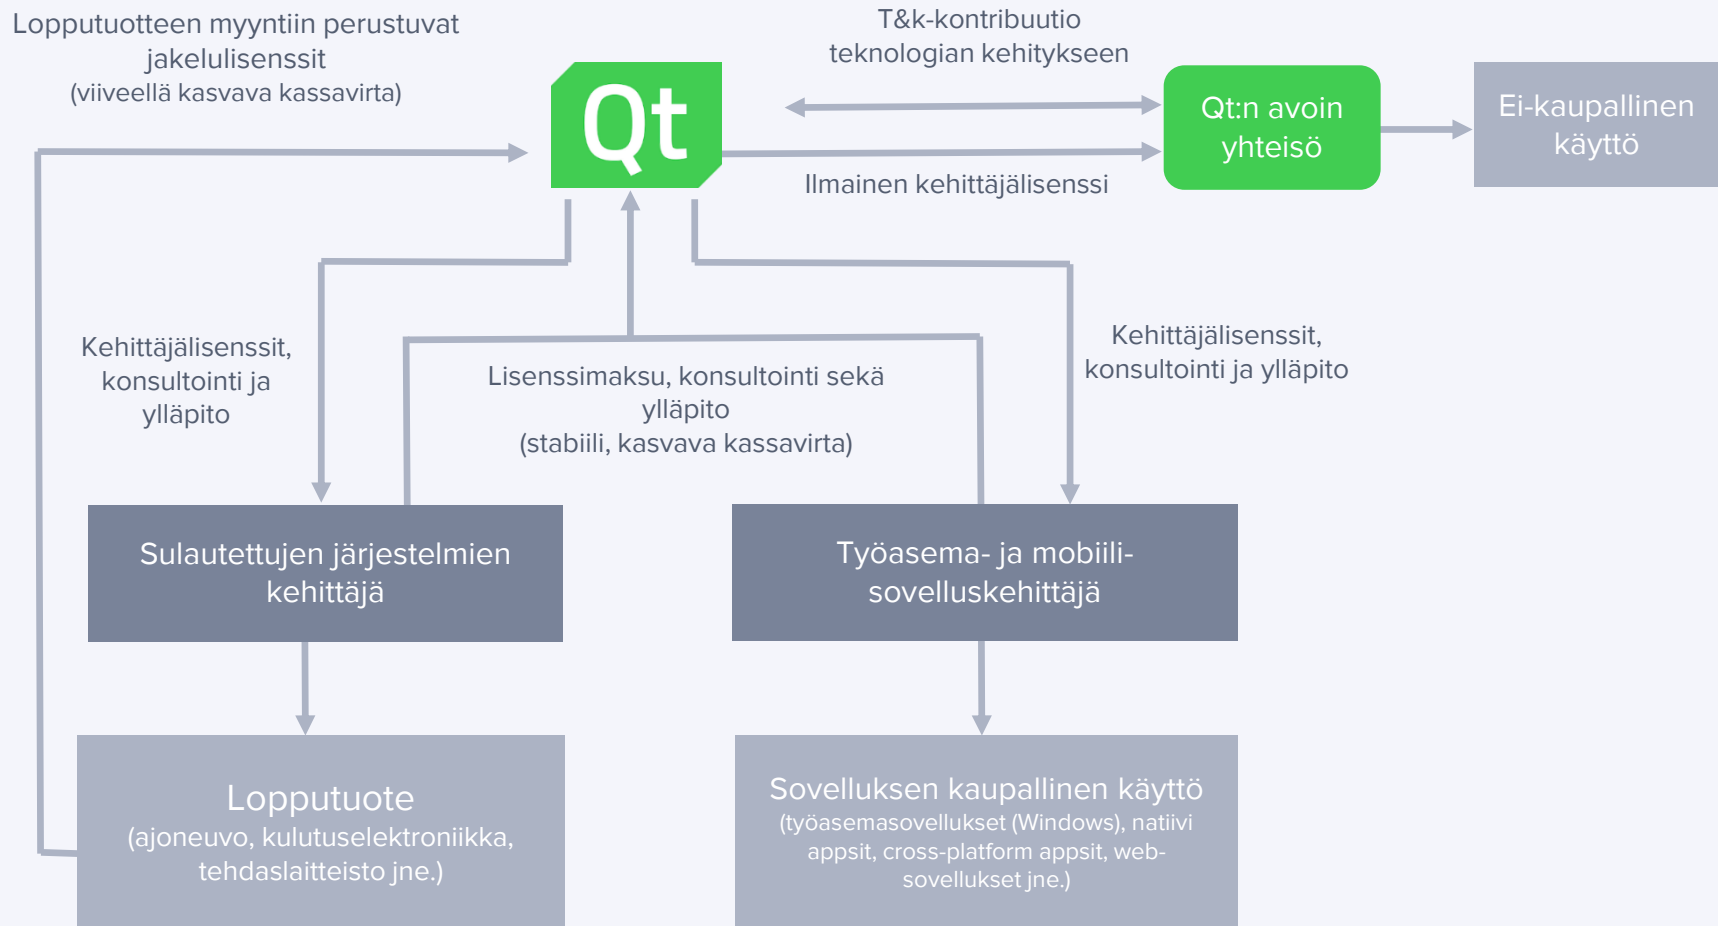 Lopputuotteen myyntiin perustuvat
jakelulisenssit
(viiveellä kasvava kassavirta)
T&k-kontribuutio
teknologian kehitykseen
Qt
Qt:n avoin
yhteisö
Ei-kaupallinen
käyttö
Ilmainen kehittäjälisenssi
Kehittäjälisenssit,
konsultointi ja
ylläpito
Lisenssimaksu, konsultointi sekä
ylläpito
(stabiili, kasvava kassavirta)
Kehittäjälisenssit,
konsultointi ja ylläpito
Sulautettujen järjestelmien
kehittäjä
Työasema- ja mobiili-
sovelluskehittäjä
Lopputuote
(ajoneuvo, kulutuselektroniikka,
tehdaslaitteisto jne.)
Sovelluksen kaupallinen käyttö
(työasemasovellukset (Windows), natiivi
appsit, cross-platform appsit, web-
sovellukset jne.)